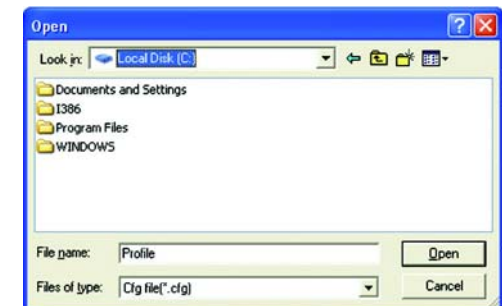 Open
Look in: Local Disk (C:)
Documents and Settings
I386
Program Files
WINDOWS
File name: Profile Open
Files of type: Cfg file(*.cfg) Cancel